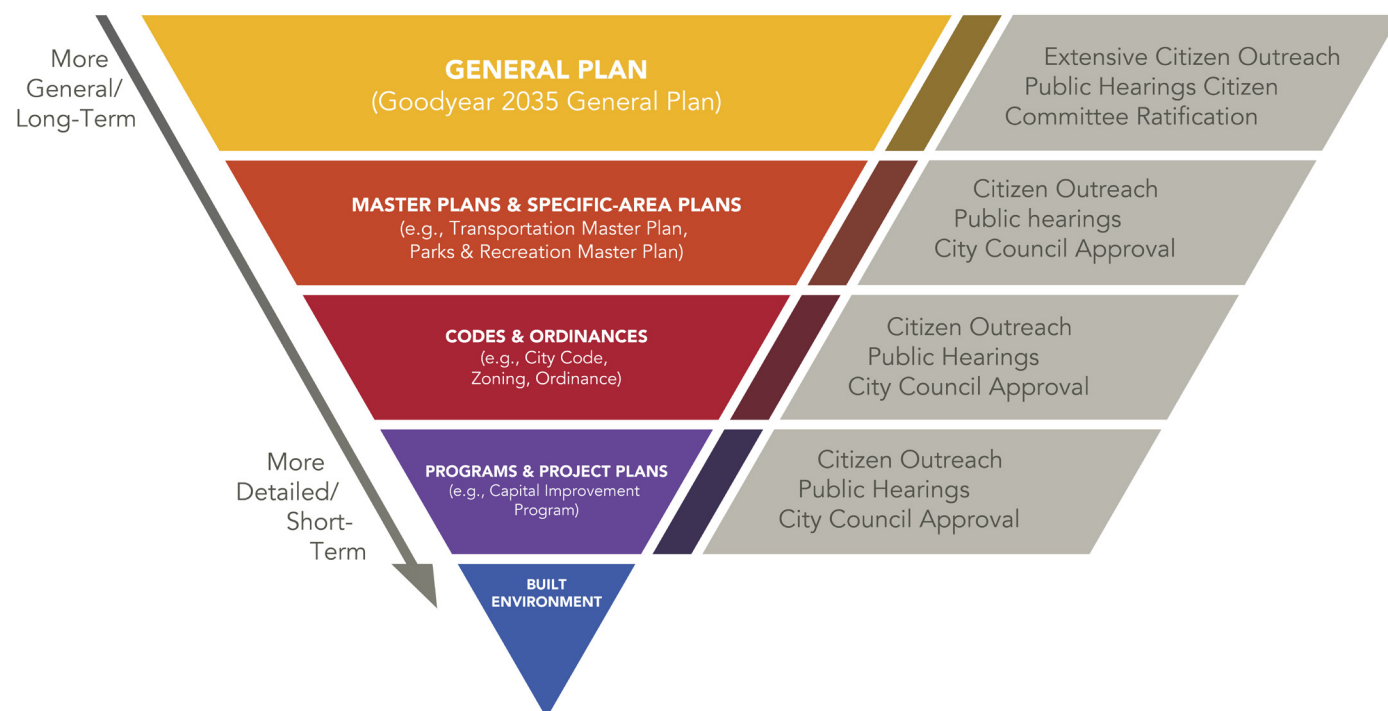 More
General/
Long-Term
GENERAL PLAN
(Goodyear 2035 General Plan)
Extensive Citizen Outreach
Public Hearings Citizen
Committee Ratification
MASTER PLANS & SPECIFIC-AREA PLANS
(e.g., Transportation Master Plan,
Parks & Recreation Master Plan)
Citizen Outreach
Public hearings
City Council Approval
CODES & ORDINANCES
(e.g., City Code,
Zoning, Ordinance)
Citizen Outreach
Public Hearings
City Council Approval
More
Detailed/
Short-
Term
PROGRAMS & PROJECT PLANS
(e.g., Capital Improvement
Program)
Citizen Outreach
Public Hearings
City Council Approval
BUILT
ENVIRONMENT